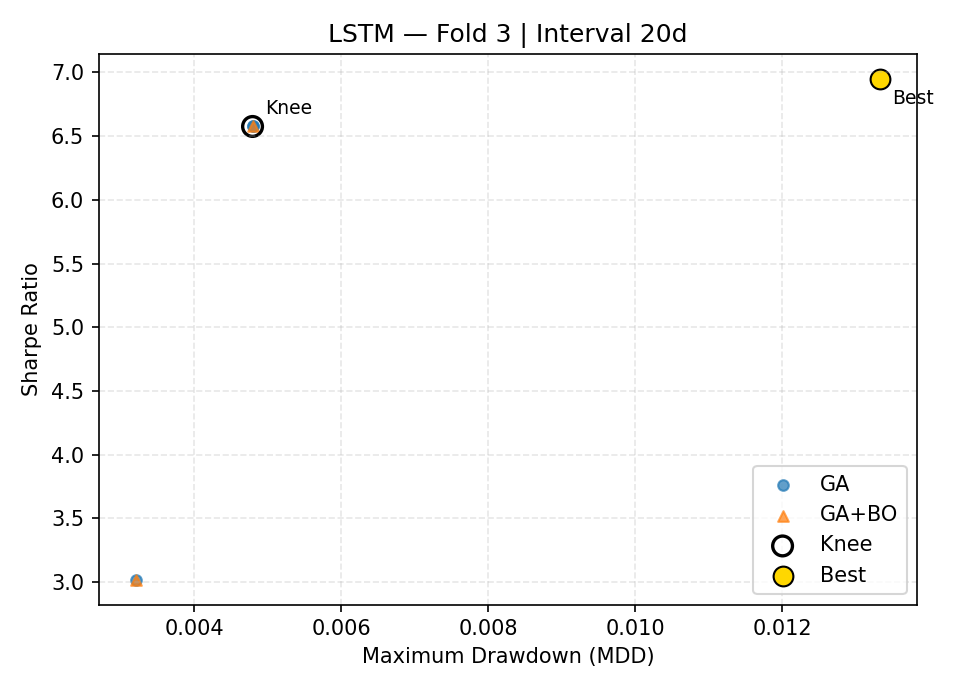 LSTM — Fold 3 | Interval 20d
7.0
6.5
6.0
5.5
5.0
4.5
4.0
3.5
3.0
Sharpe Ratio
Knee
Best
GA
GA+BO
Knee
Best
0.004
0.006
0.008
0.010
0.012
Maximum Drawdown (MDD)